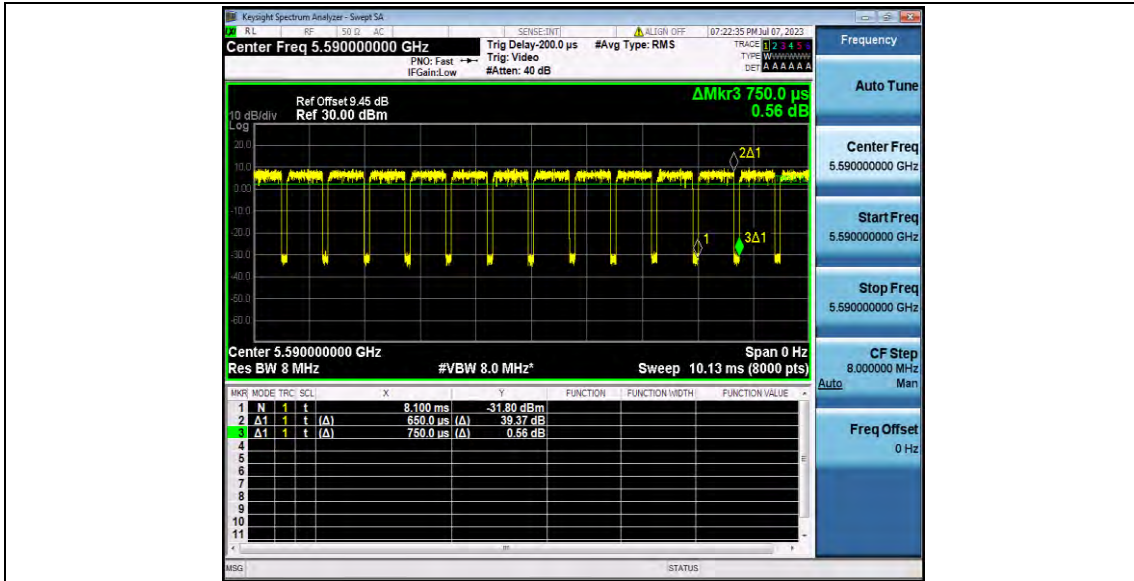 Keysight Spectrum Analyzer - Swept SA
RL RF 50 Ω AC SENSE:INT ALIGN OFF 07:22:35 PM Jul 07, 2023
Center Freq 5.590000000 GHz
PNO: Fast
IFGain:Low
Trig Delay-200.0 µs
Trig: Video
#Atten: 40 dB
#Avg Type: RMS
TRACE 1 2 3 4 5 6
TYPE
DET A A A A A A
ΔMkr3 750.0 µs
0.56 dB
Ref Offset 9.45 dB
10 dB/div Ref 30.00 dBm
Log
20.0
10.0
0.00
-10.0
-20.0
-30.0
-40.0
-50.0
-60.0
2Δ1
1
3Δ1
Center 5.590000000 GHz Span 0 Hz
Res BW 8 MHz #VBW 8.0 MHz* Sweep 10.13 ms (8000 pts)
MKR MODE TRC SCL X Y FUNCTION FUNCTION WIDTH FUNCTION VALUE
1 N 1 t 8.100 ms -31.80 dBm
2 Δ1 1 t (Δ) 650.0 µs (Δ) 39.37 dB
3 Δ1 1 t (Δ) 750.0 µs (Δ) 0.56 dB
4
5
6
7
8
9
10
11
MSG STATUS
Frequency
Auto Tune
Center Freq
5.590000000 GHz
Start Freq
5.590000000 GHz
Stop Freq
5.590000000 GHz
CF Step
8.000000 MHz
Auto Man
Freq Offset
0 Hz